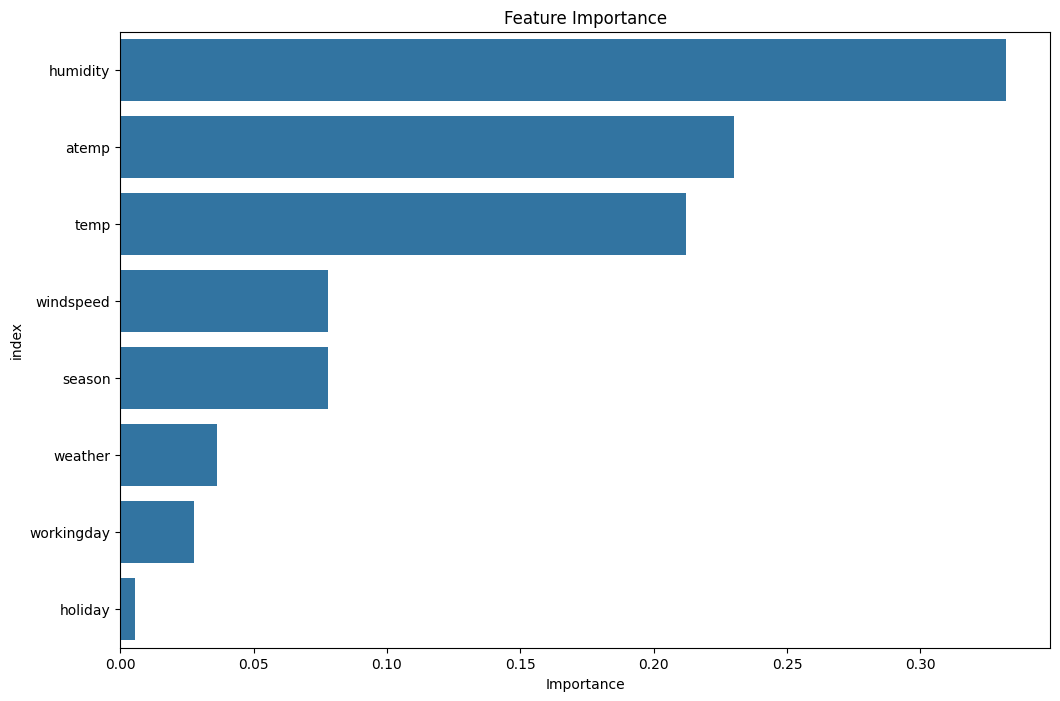 Feature Importance
humidity
atemp
temp
windspeed
season
weather
workingday
holiday
index
0.00 0.05 0.10 0.15 0.20 0.25 0.30
Importance